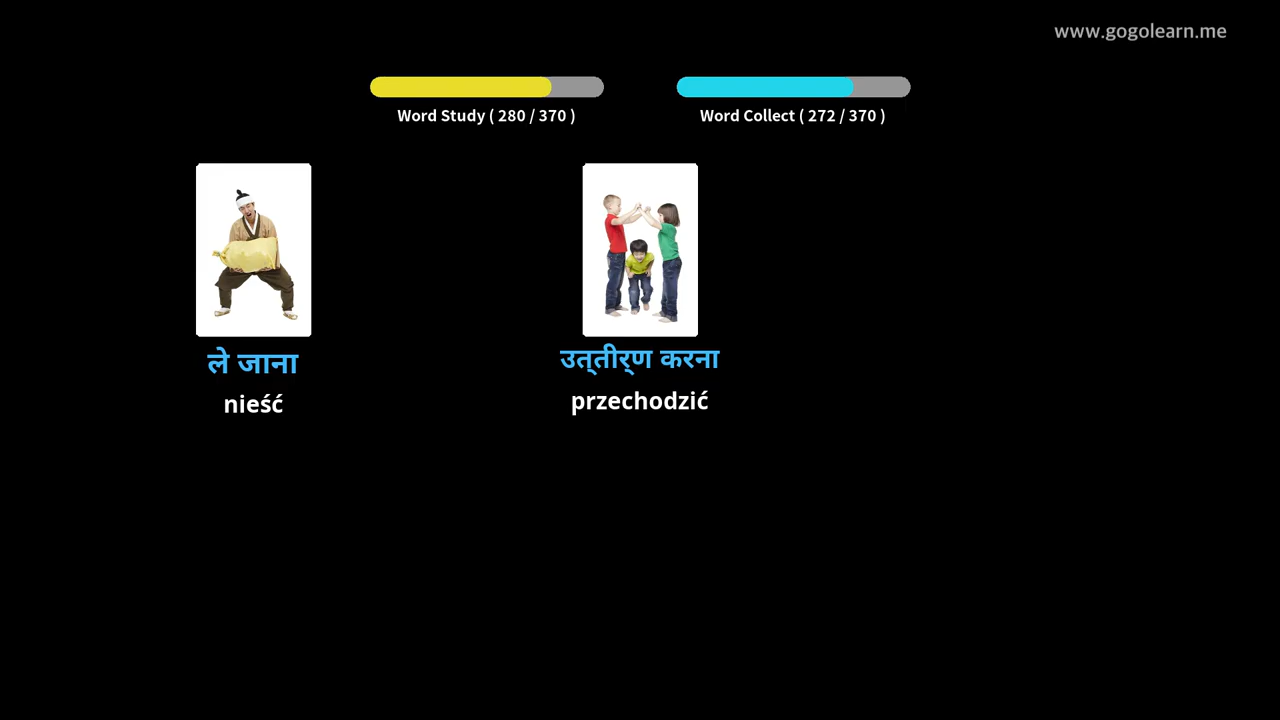 www.gogolearn.me
Word Study ( 280 / 370 )
Word Collect ( 272 / 370 )
ले जाना
nieść
उत्‌तीर्‌ण करना
przechodzić